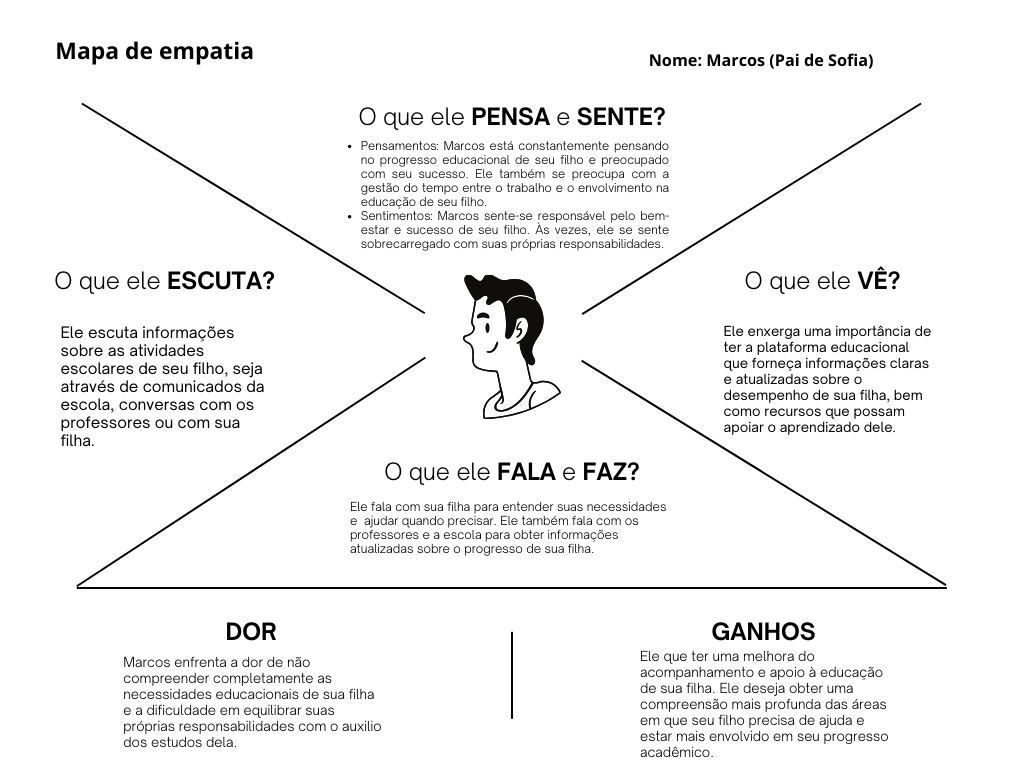 Mapa de empatia
Nome: Marcos (Pai de Sofia)
O que ele PENSA e SENTE?
• Pensamentos: Marcos está constantemente pensando
no progresso educacional de seu filho e preocupado
com seu sucesso. Ele também se preocupa com a
gestão do tempo entre o trabalho e o envolvimento na
educação de seu filho.
• Sentimentos: Marcos sente-se responsável pelo bem-
estar e sucesso de seu filho. Às vezes, ele se sente
sobrecarregado com suas próprias responsabilidades.
O que ele ESCUTA?
Ele escuta informações
sobre as atividades
escolares de seu filho, seja
através de comunicados da
escola, conversas com os
professores ou com sua
filha.
O que ele VÊ?
Ele enxerga uma importância de
ter a plataforma educacional
que forneça informações claras
e atualizadas sobre o
desempenho de sua filha, bem
como recursos que possam
apoiar o aprendizado dele.
O que ele FALA e FAZ?
Ele fala com sua filha para entender suas necessidades
e ajudar quando precisar. Ele também fala com os
professores e a escola para obter informações
atualizadas sobre o progresso de sua filha.
DOR
Marcos enfrenta a dor de não
compreender completamente as
necessidades educacionais de sua filha
e a dificuldade em equilibrar suas
próprias responsabilidades com o auxilio
dos estudos dela.
GANHOS
Ele que ter uma melhora do
acompanhamento e apoio à educação
de sua filha. Ele deseja obter uma
compreensão mais profunda das áreas
em que seu filho precisa de ajuda e
estar mais envolvido em seu progresso
acadêmico.